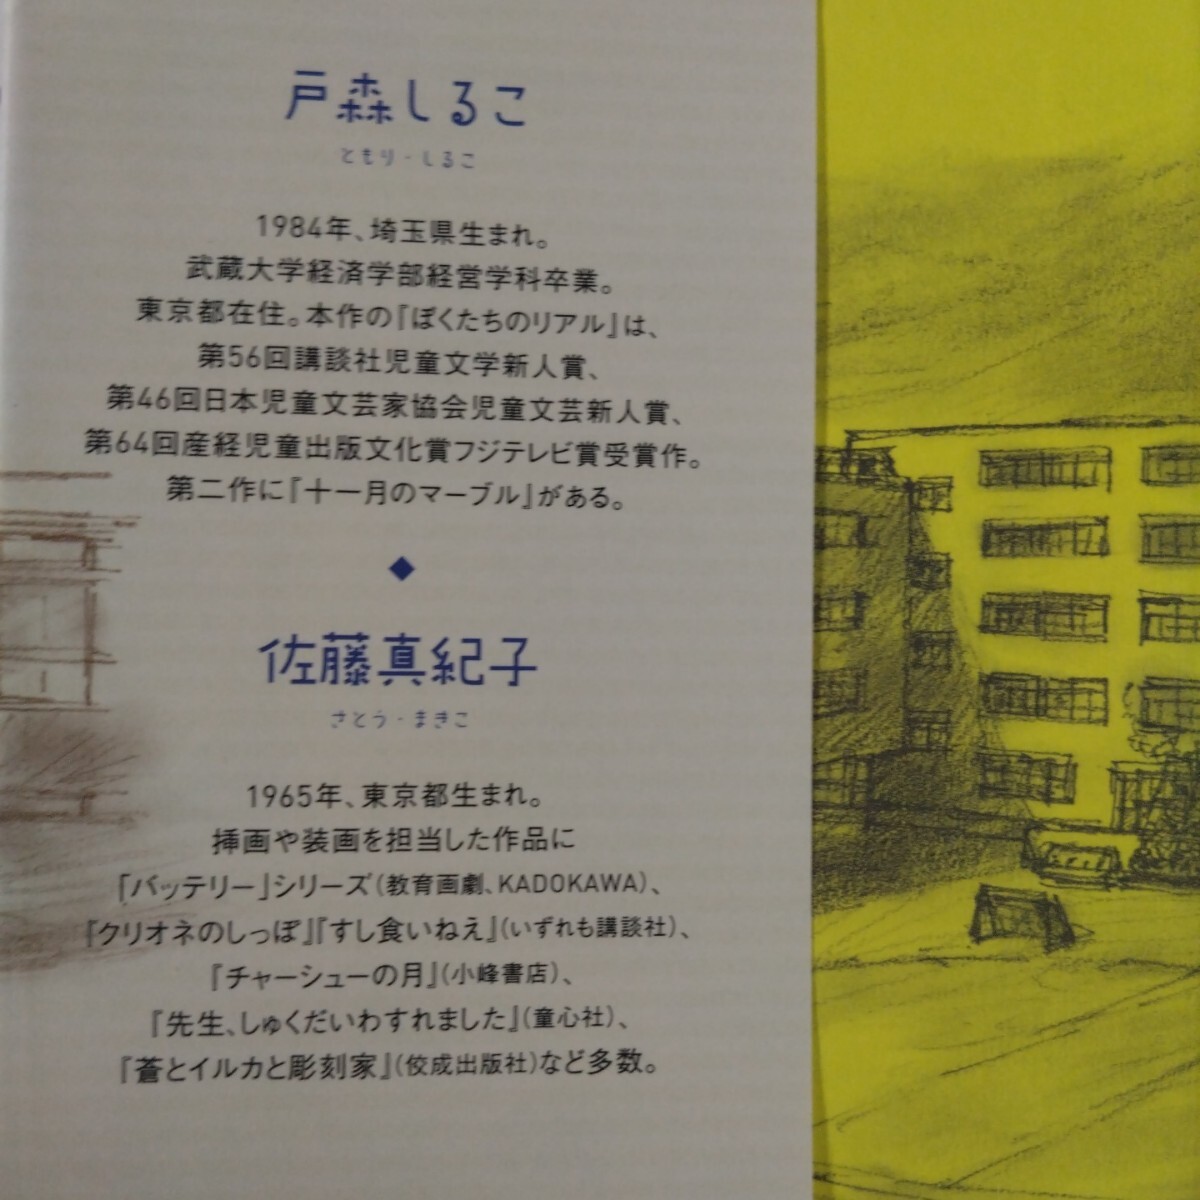 戸森しるこ
ともり・しるこ
1984年、埼玉県生まれ。
武蔵大学経済学部経営学科卒業。
東京都在住。本作の『ぼくたちのリアル』は、
第56回講談社児童文学新人賞、
第46回日本児童文芸家協会児童文芸新人賞、
第64回産経児童出版文化賞フジテレビ賞受賞作。
第二作に『十一月のマーブル』がある。
◆
佐藤真紀子
さとう・まきこ
1965年、東京都生まれ。
挿画や装画を担当した作品に
「バッテリー」シリーズ(教育画劇、KADOKAWA)、
『クリオネのしっぽ』『すし食いねえ』(いずれも講談社)、
『チャーシューの月』(小峰書店)、
『先生、しゅくだいわすれました』(童心社)、
『蒼とイルカと彫刻家』(佼成出版社)など多数。